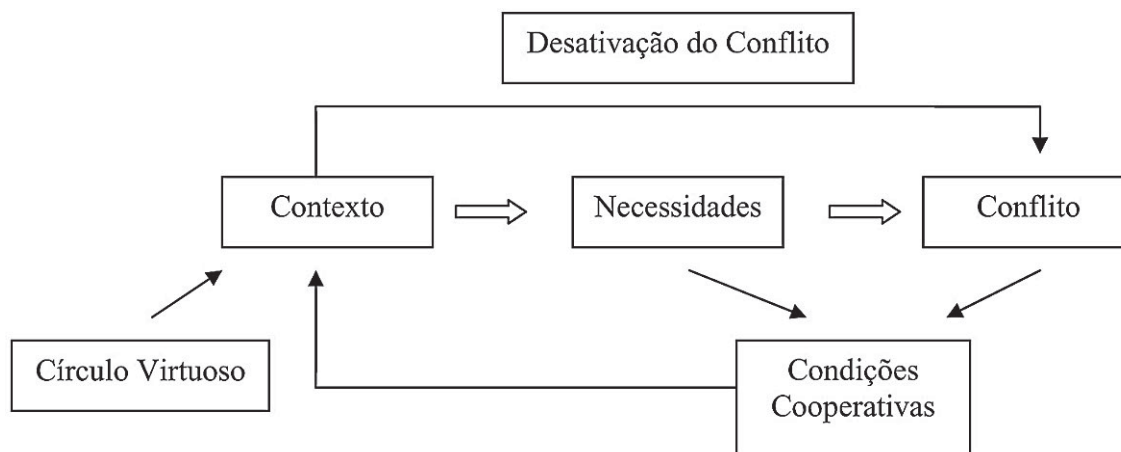 Desativação do Conflito
Contexto
Necessidades
Conflito
Círculo Virtuoso
Condições
Cooperativas